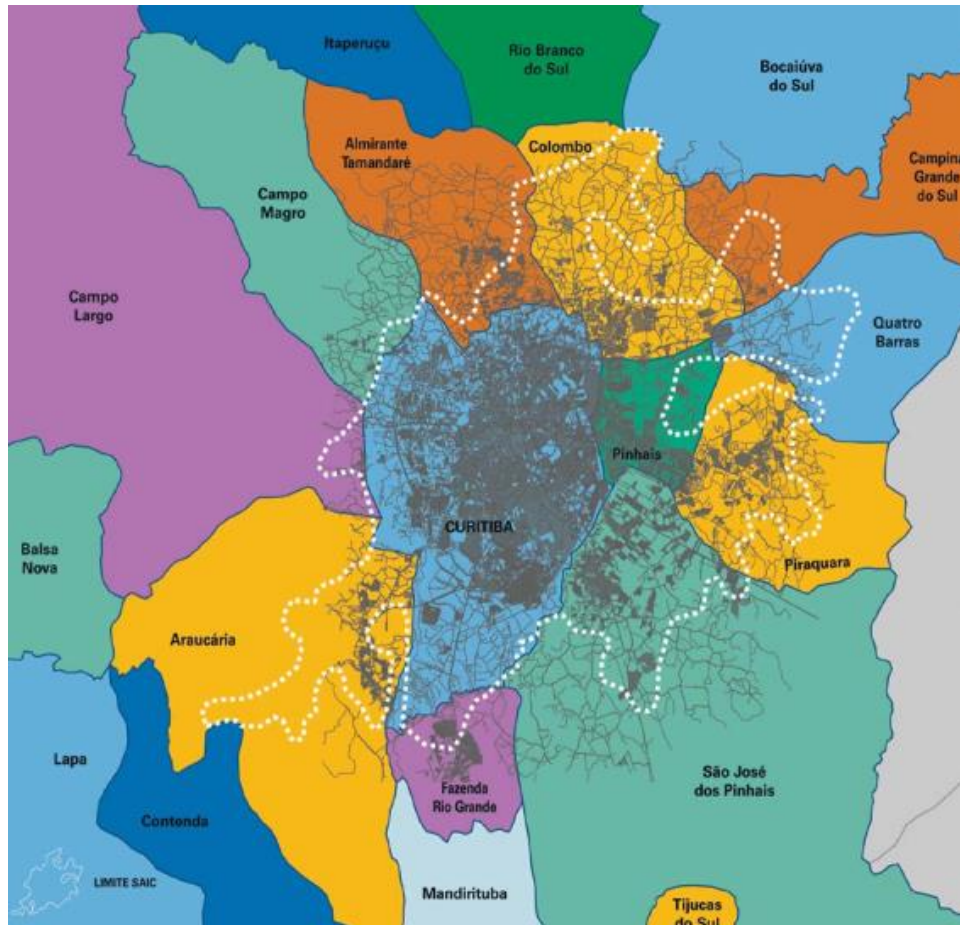 Itaperuçu
Rio Branco
do Sul
Bocaiúva
do Sul
Almirante
Tamandaré
Colombo
Campina
Grande
do Sul
Campo
Magro
Campo
Largo
Quatro
Barras
Pinhais
CURITIBA
Balsa
Nova
Piraquara
Araucária
Lapa
São José
dos Pinhais
Fazenda
Rio Grande
Contenda
LIMITE SAIC
Mandirituba
Tijucas
do Sul